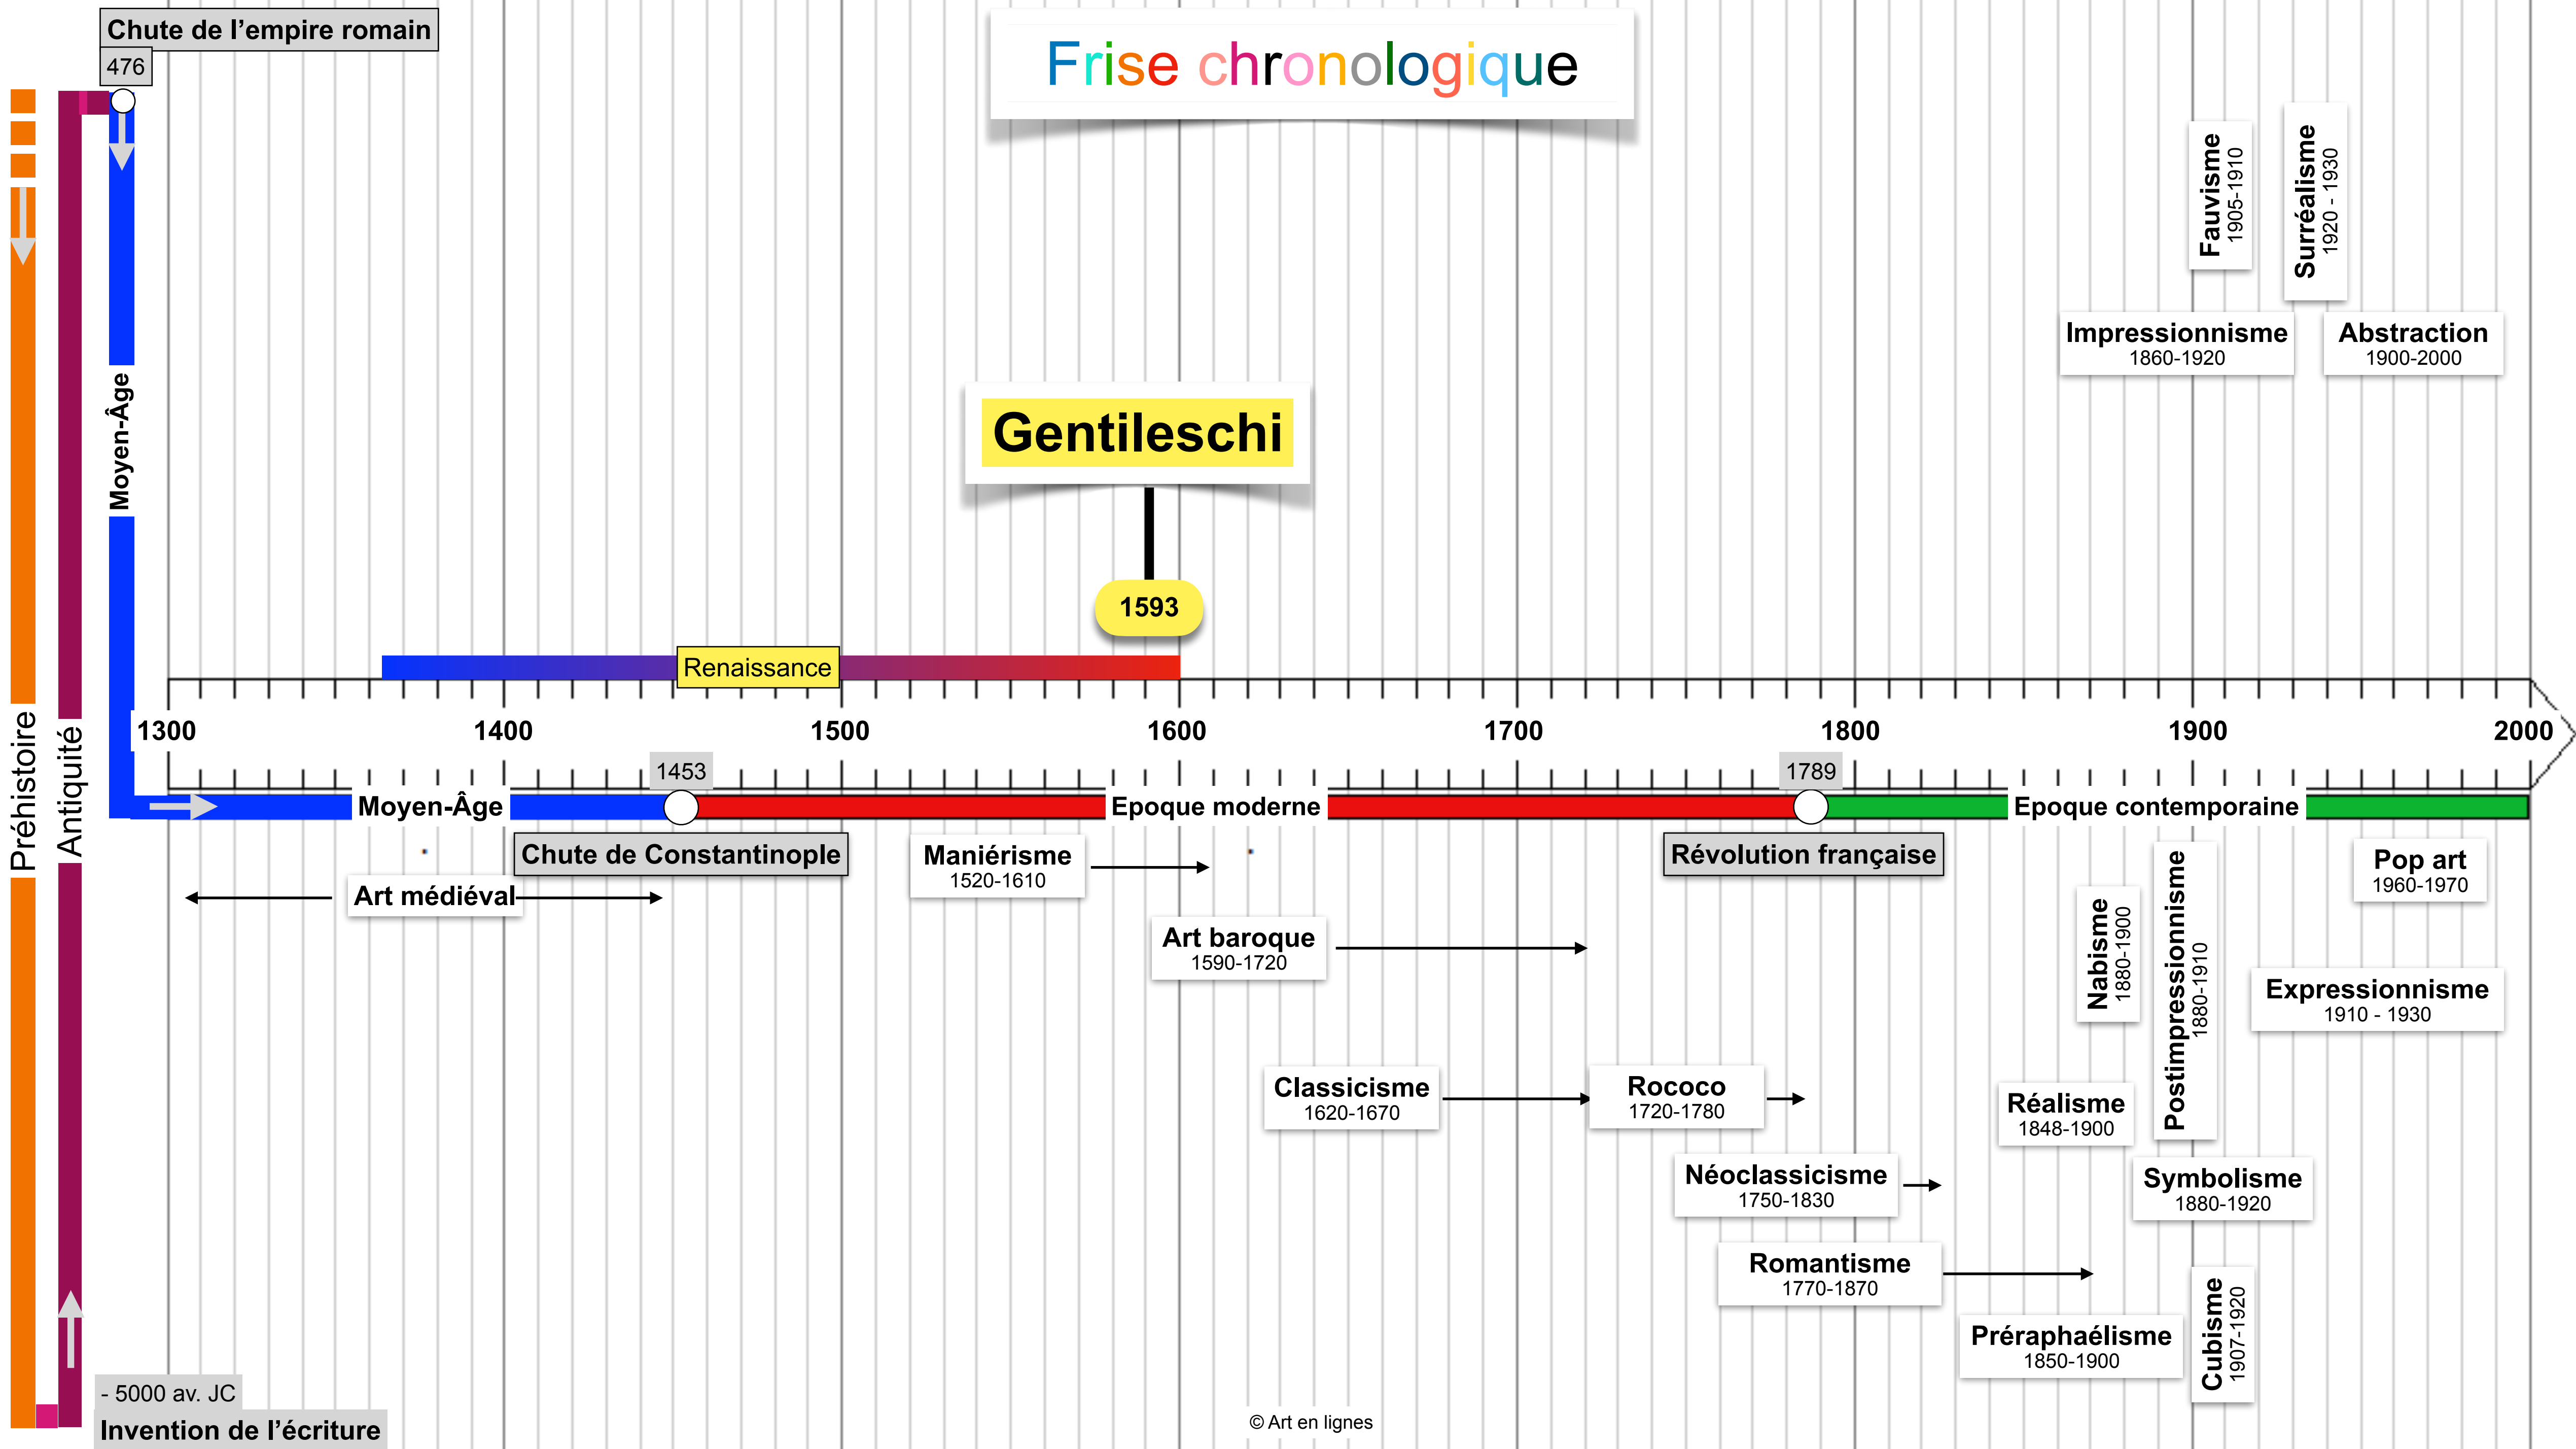 Chute de l’empire romain
476
Frise chronologique
Fauvisme
1905-1910
Surréalisme
1920 - 1930
Impressionnisme
1860-1920
Abstraction
1900-2000
Moyen-Âge
Gentileschi
1593
Renaissance
Préhistoire
Antiquité
1300
1400
1500
1600
1700
1800
1900
2000
1453
1789
Moyen-Âge
Epoque moderne
Epoque contemporaine
Chute de Constantinople
Révolution française
Maniérisme
1520-1610
Pop art
1960-1970
Art médiéval
Art baroque
1590-1720
Nabisme
1880-1900
Postimpressionnisme
1880-1910
Expressionnisme
1910 - 1930
Classicisme
1620-1670
Rococo
1720-1780
Réalisme
1848-1900
Néoclassicisme
1750-1830
Symbolisme
1880-1920
Romantisme
1770-1870
Préraphaélisme
1850-1900
Cubisme
1907-1920
- 5000 av. JC
Invention de l’écriture
© Art en lignes